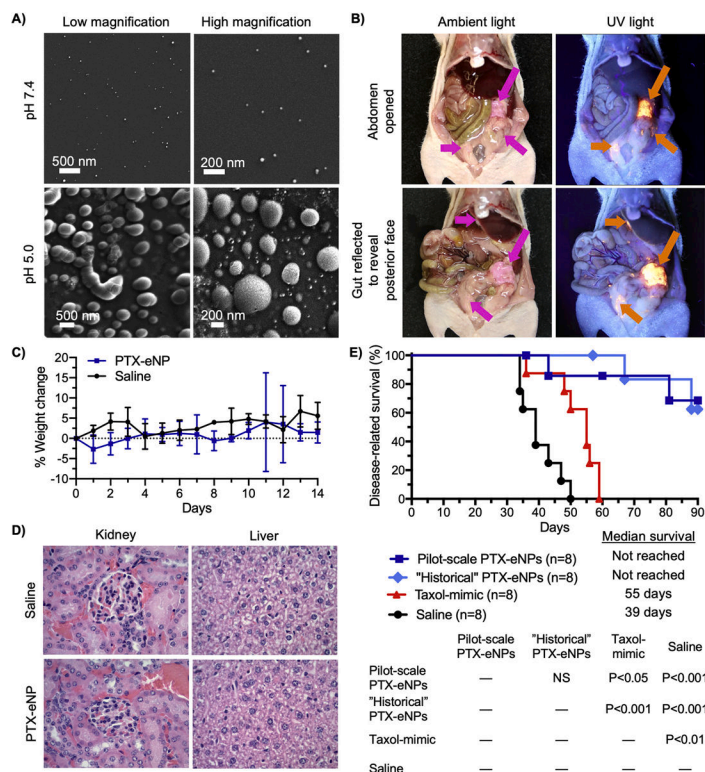 A)
Low magnification
High magnification
pH 7.4
500 nm
200 nm
pH 5.0
500 nm
200 nm
B)
Ambient light
UV light
Abdomen
opened
Gut reflected
to reveal
posterior face
C)
PTX-eNP
Saline
% Weight change
20
15
10
5
0
-5
-10
0 2 4 6 8 10 12 14
Days
D)
Kidney
Liver
Saline
PTX-eNP
E)
Disease-related survival (%)
100
80
60
40
20
0
0 10 20 30 40 50 60 70 80 90
Days
Median survival
Pilot-scale PTX-eNPs (n=8) Not reached
"Historical" PTX-eNPs (n=8) Not reached
Taxol-mimic (n=8) 55 days
Saline (n=8) 39 days
Pilot-scale "Historical" Taxol- Saline
PTX-eNPs PTX-eNPs mimic
Pilot-scale — NS P<0.05 P<0.001
PTX-eNPs
"Historical" — — P<0.001 P<0.001
PTX-eNPs
Taxol-mimic — — — P<0.01
Saline — — — —